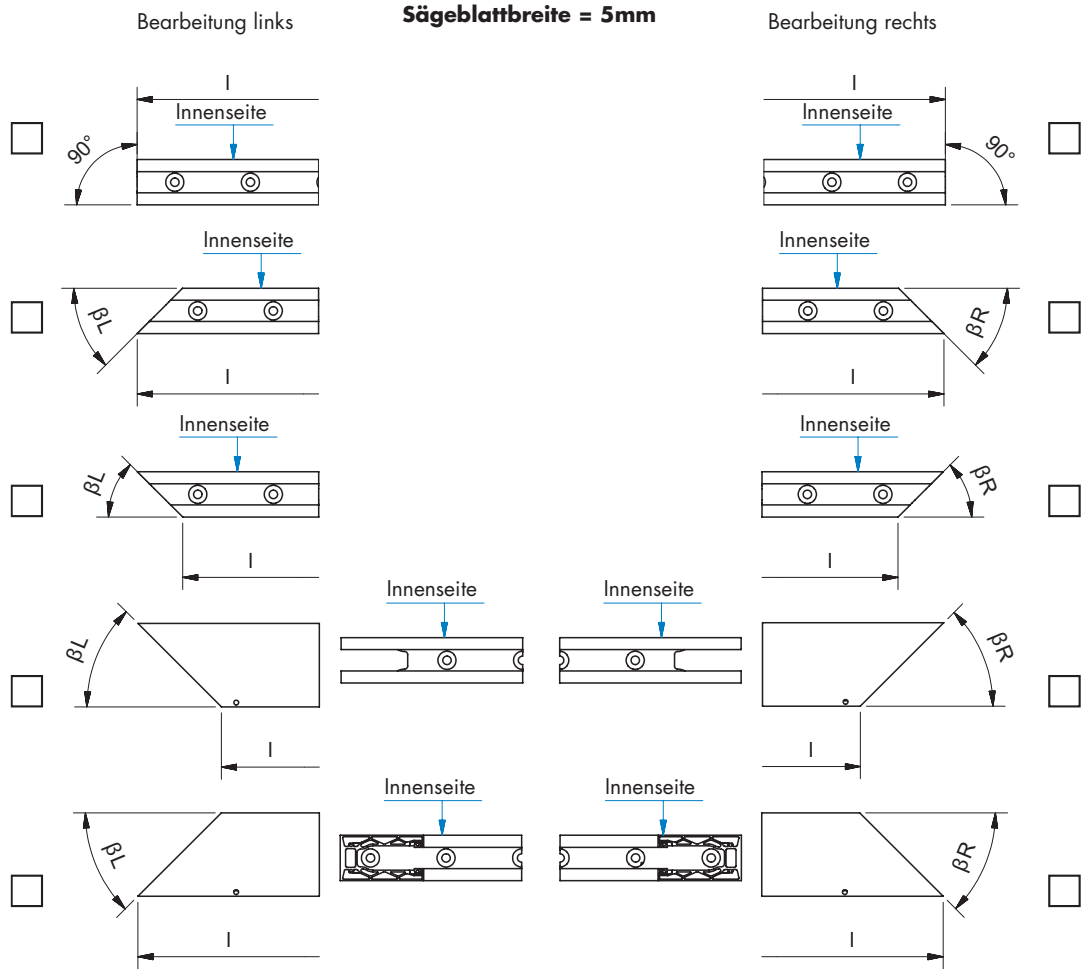 Bearbeitung links
Sägeblattbreite = 5mm
Bearbeitung rechts
l
l
Innenseite
Innenseite
90°
90°
Innenseite
Innenseite
βL
βR
l
l
Innenseite
Innenseite
βL
βR
l
l
Innenseite
Innenseite
βL
βR
l
l
Innenseite
Innenseite
βL
βR
l
l